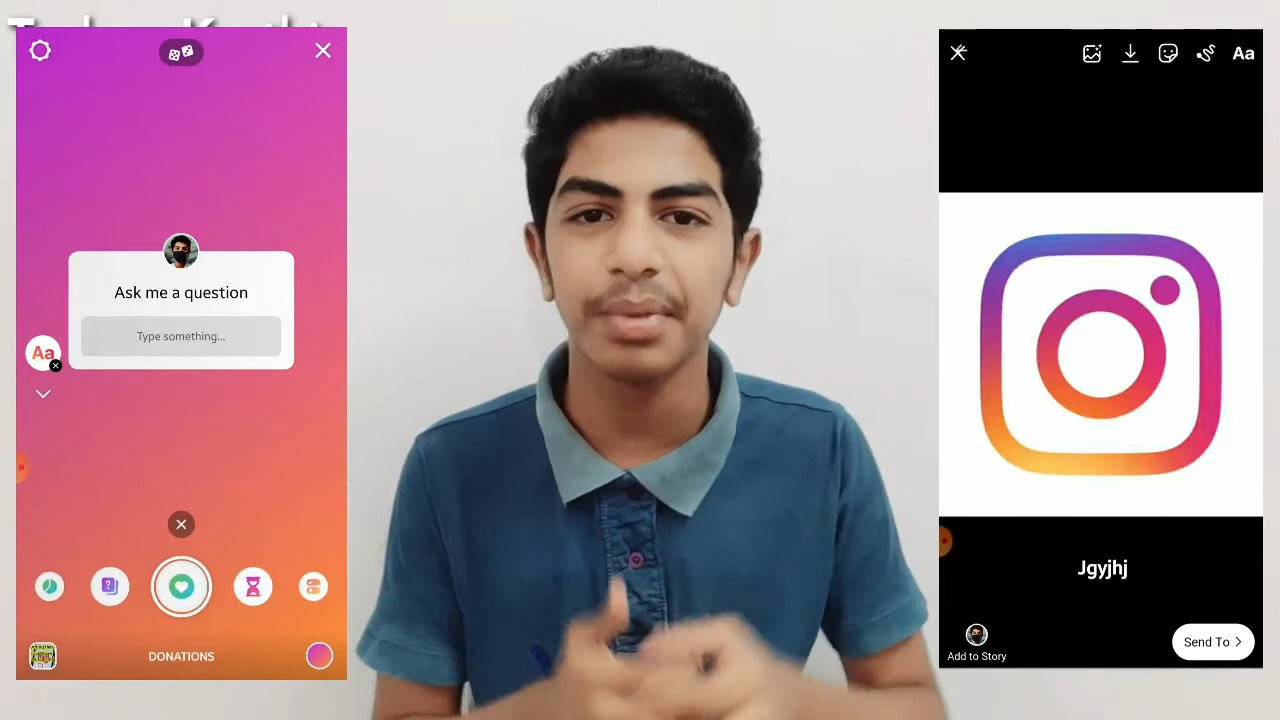 Ask me a question
Type something...
Aa
DONATIONS
Aa
Jgyjhj
Add to Story
Send To